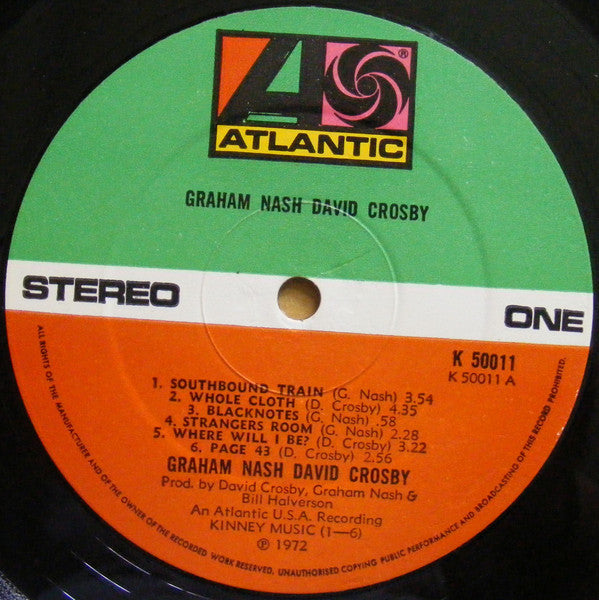 ®
ATLANTIC
GRAHAM NASH DAVID CROSBY
STEREO
ONE
K 50011
K 50011 A
1. SOUTHBOUND TRAIN (G. Nash) 3.54
2. WHOLE CLOTH (D. Crosby) 4.35
3. BLACKNOTES (G. Nash) .58
4. STRANGERS ROOM (G. Nash) 2.28
5. WHERE WILL I BE? (D. Crosby) 3.22
6. PAGE 43 (D. Crosby) 2.56
GRAHAM NASH DAVID CROSBY
Prod. by David Crosby, Graham Nash &
Bill Halverson
An Atlantic U.S.A. Recording
KINNEY MUSIC (1—6)
℗ 1972
ALL RIGHTS OF THE MANUFACTURER AND OF THE OWNER OF THE RECORDED WORK RESERVED. UNAUTHORISED COPYING PUBLIC PERFORMANCE AND BROADCASTING OF THIS RECORD PROHIBITED.